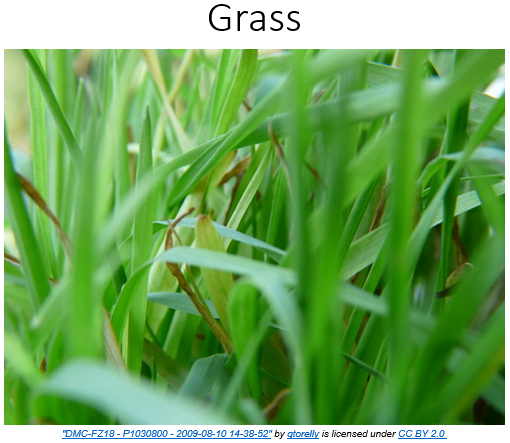 Grass
"DMC-FZ18 - P1030800 - 2009-08-10 14-38-52" by gtorelly is licensed under CC BY 2.0